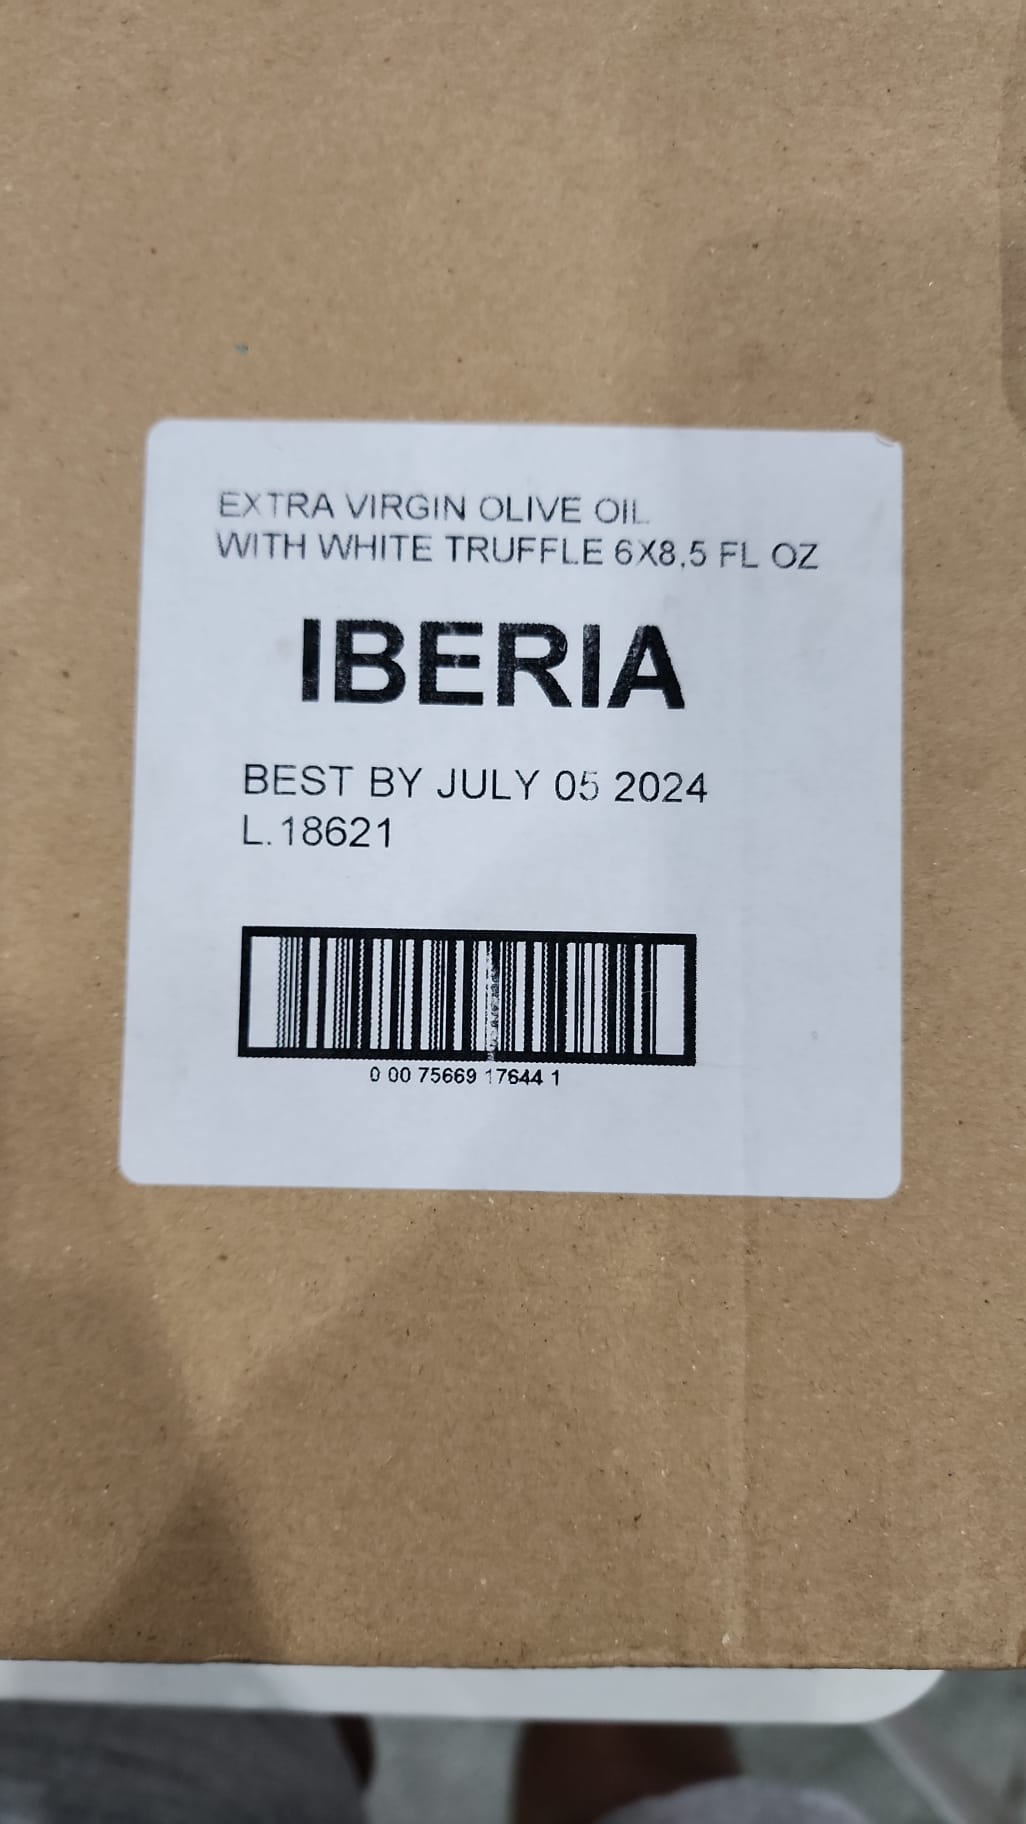 EXTRA VIRGIN OLIVE OIL
WITH WHITE TRUFFLE 6X8,5 FL OZ
IBERIA
BEST BY JULY 05 2024
L.18621
0 00 75669 17644 1